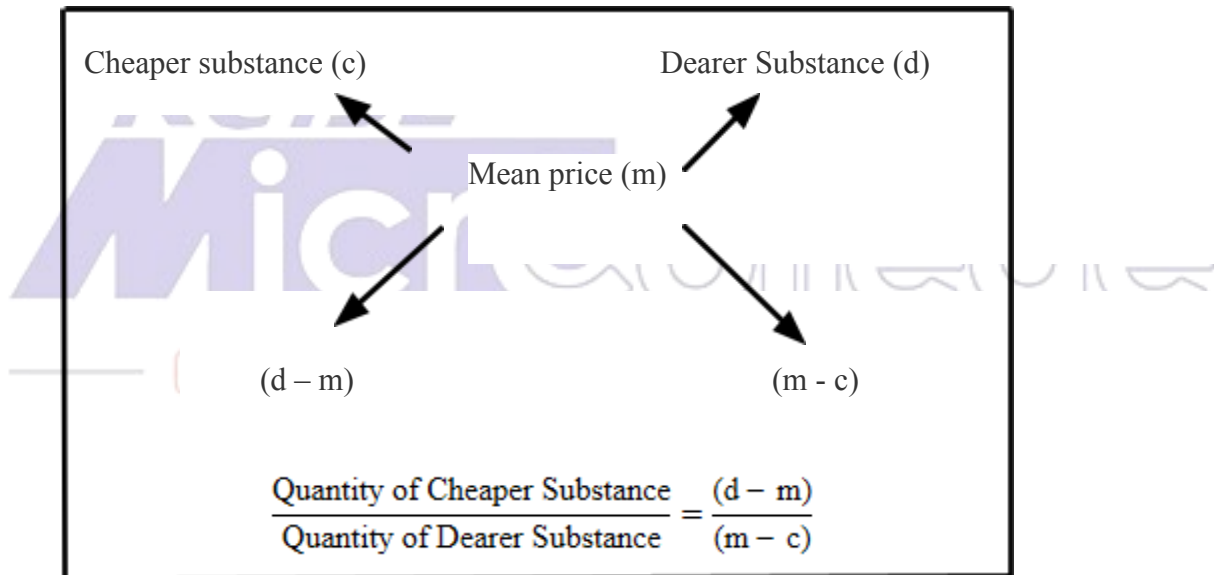 Cheaper substance (c) Dearer Substance (d)
Mean price (m)
(d – m) (m - c)
Quantity of Cheaper Substance / Quantity of Dearer Substance = (d – m) / (m – c)